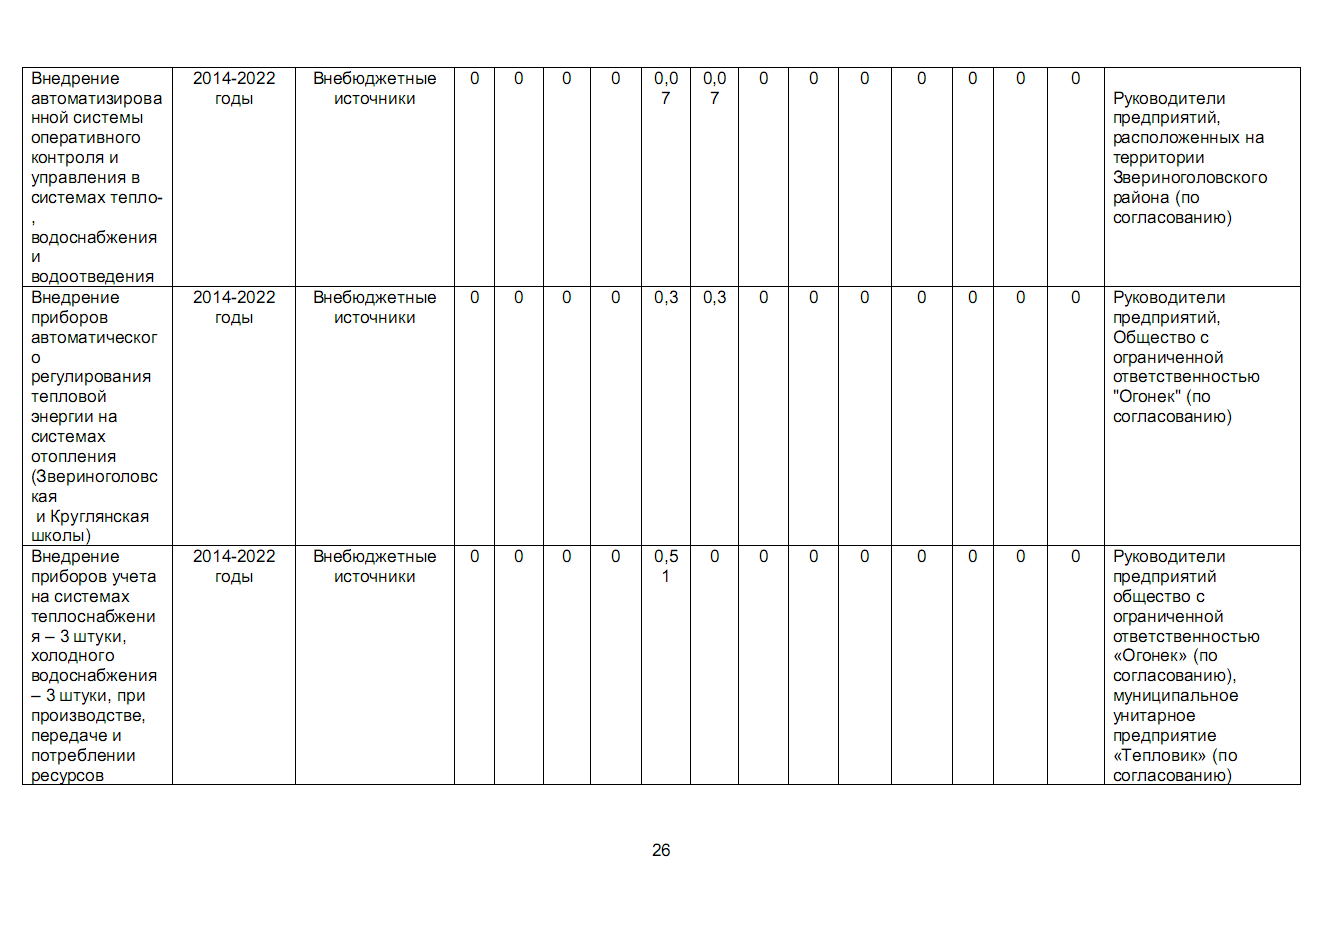 Внедрение
автоматизирова
нной системы
оперативного
контроля и
управления в
системах тепло-
,
водоснабжения
и
водоотведения
2014-2022
годы
Внебюджетные
источники
0
0
0
0
0,0
7
0,0
7
0
0
0
0
0
0
0
Руководители
предприятий,
расположенных на
территории
Звериноголовского
района (по
согласованию)
Внедрение
приборов
автоматическог
о
регулирования
тепловой
энергии на
системах
отопления
(Звериноголовс
кая
и Круглянская
школы)
2014-2022
годы
Внебюджетные
источники
0
0
0
0
0,3
0,3
0
0
0
0
0
0
0
Руководители
предприятий,
Общество с
ограниченной
ответственностью
"Огонек" (по
согласованию)
Внедрение
приборов учета
на системах
теплоснабжени
я – 3 штуки,
холодного
водоснабжения
– 3 штуки, при
производстве,
передаче и
потреблении
ресурсов
2014-2022
годы
Внебюджетные
источники
0
0
0
0
0,5
1
0
0
0
0
0
0
0
0
Руководители
предприятий
общество с
ограниченной
ответственностью
«Огонек» (по
согласованию),
муниципальное
унитарное
предприятие
«Тепловик» (по
согласованию)
26